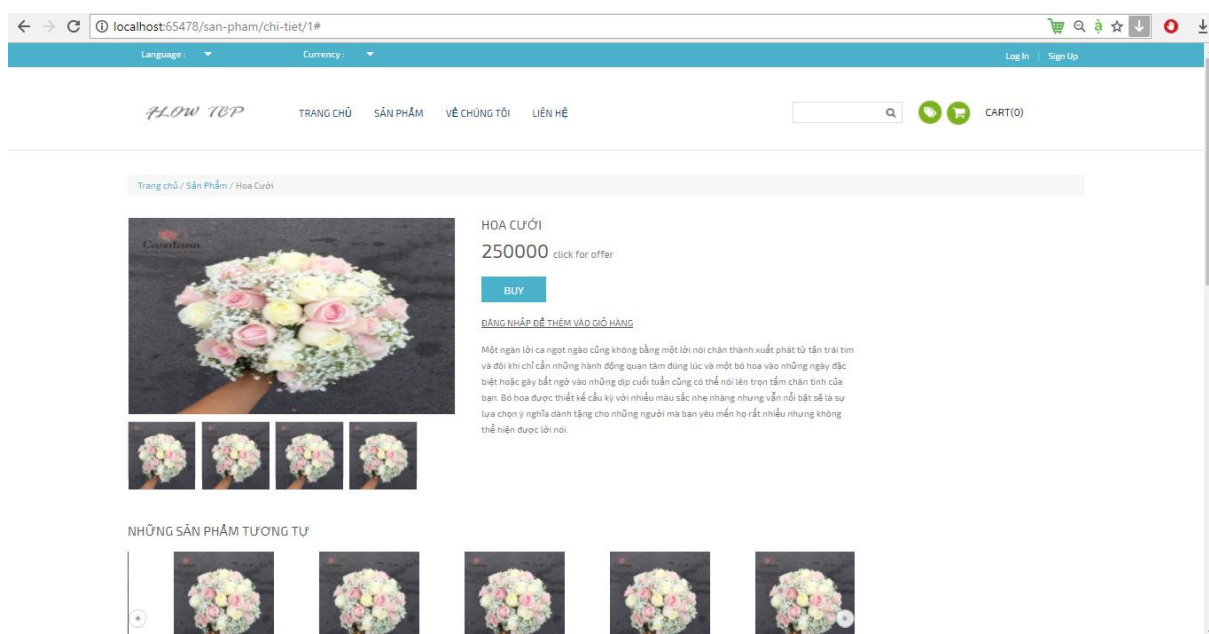 localhost:65478/san-pham/chi-tiet/1#
Language : Currency : Log In | Sign Up
FLOW TOP TRANG CHỦ SẢN PHẨM VỀ CHÚNG TÔI LIÊN HỆ CART(0)
Trang chủ / Sản Phẩm / Hoa Cưới
HOA CƯỚI
250000 click for offer
BUY
ĐĂNG NHẬP ĐỂ THÊM VÀO GIỎ HÀNG
Một ngàn lời ca ngọt ngào cũng không bằng một lời nói chân thành xuất phát từ tận trái tim
và đôi khi chỉ cần những hành động quan tâm đúng lúc và một bó hoa vào những ngày đặc
biệt hoặc gây bất ngờ vào những dịp cuối tuần cũng có thể nói lên trọn tấm chân tình của
bạn. Bó hoa được thiết kế cầu kỳ với nhiều màu sắc nhẹ nhàng nhưng vẫn nổi bật sẽ là sự
lựa chọn ý nghĩa dành tặng cho những người mà bạn yêu mến họ rất nhiều nhưng không
thể hiện được lời nói.
NHỮNG SẢN PHẨM TƯƠNG TỰ